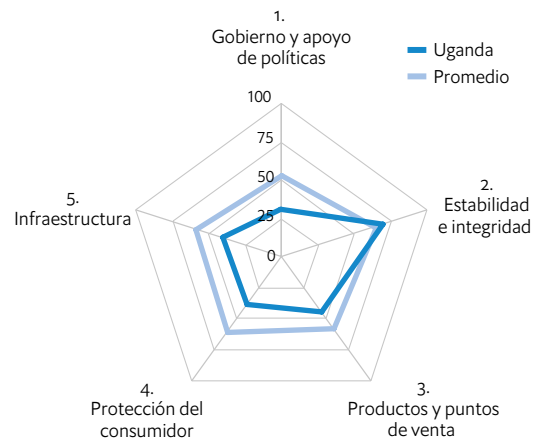 1.
Gobierno y apoyo
de políticas
Uganda
Promedio
100
75
50
25
0
2.
Estabilidad
e integridad
3.
Productos y puntos
de venta
4.
Protección del
consumidor
5.
Infraestructura